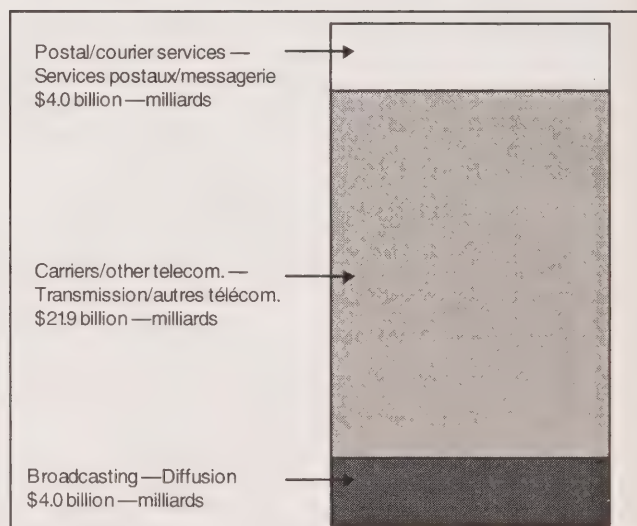 Postal/courier services —
Services postaux/messagerie
$4.0 billion —milliards
Carriers/other telecom. —
Transmission/autres télécom.
$21.9 billion —milliards
Broadcasting —Diffusion
$4.0 billion —milliards